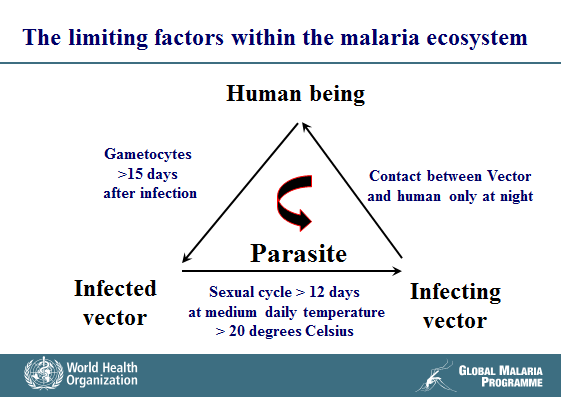 The limiting factors within the malaria ecosystem
Human being
Gametocytes
>15 days
after infection
Contact between Vector
and human only at night
Parasite
Infected
vector
Sexual cycle > 12 days
at medium daily temperature
> 20 degrees Celsius
Infecting
vector
World Health
Organization
GLOBAL MALARIA
PROGRAMME